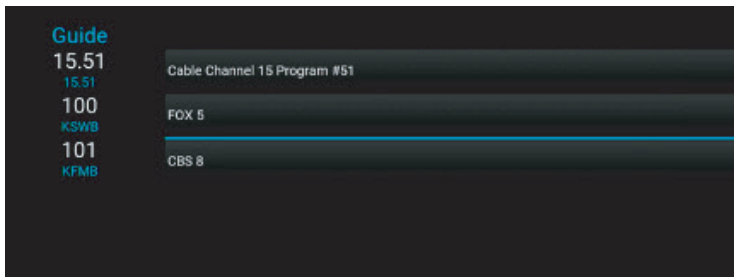 Guide
15.51
15.51
Cable Channel 15 Program #51
100
KSWB
FOX 5
101
KFMB
CBS 8